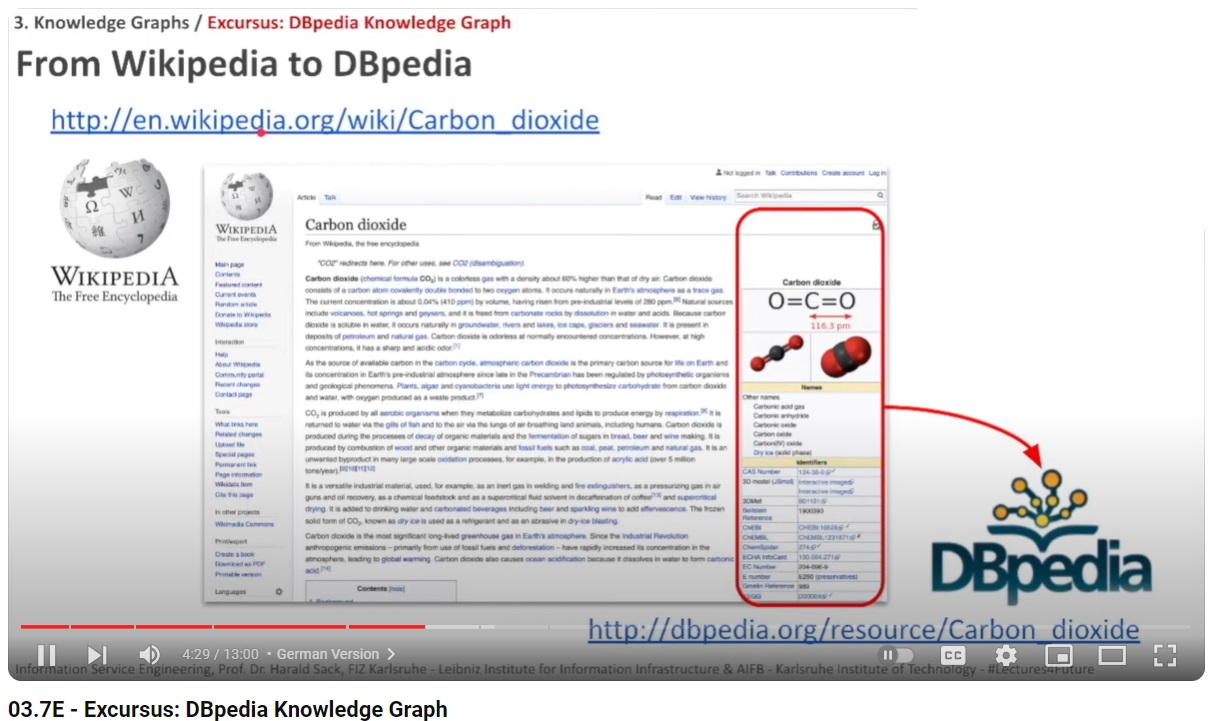 3. Knowledge Graphs / Excursus: DBpedia Knowledge Graph
From Wikipedia to DBpedia
http://en.wikipedia.org/wiki/Carbon_dioxide
WIKIPEDIA
The Free Encyclopedia
Not logged in Talk Contributions Create account Log in
Article Talk
Read Edit View history
Search Wikipedia
WIKIPEDIA
The Free Encyclopedia
Main page
Contents
Featured content
Current events
Random article
Donate to Wikipedia
Wikipedia store
Interaction
Help
About Wikipedia
Community portal
Recent changes
Contact page
Tools
What links here
Related changes
Upload file
Special pages
Permanent link
Page information
Wikidata item
Cite this page
In other projects
Wikimedia Commons
Print/export
Create a book
Download as PDF
Printable version
Languages
Carbon dioxide
From Wikipedia, the free encyclopedia
"CO2" redirects here. For other uses, see CO2 (disambiguation).
Carbon dioxide (chemical formula CO₂) is a colorless gas with a density about 60% higher than that of dry air. Carbon dioxide
consists of a carbon atom covalently double bonded to two oxygen atoms. It occurs naturally in Earth's atmosphere as a trace gas.
The current concentration is about 0.04% (410 ppm) by volume, having risen from pre-industrial levels of 280 ppm. Natural sources
include volcanoes, hot springs and geysers, and it is freed from carbonate rocks by dissolution in water and acids. Because carbon
dioxide is soluble in water, it occurs naturally in groundwater, rivers and lakes, ice caps, glaciers and seawater. It is present in
deposits of petroleum and natural gas. Carbon dioxide is odorless at normally encountered concentrations. However, at high
concentrations, it has a sharp and acidic odor.[1]
As the source of available carbon in the carbon cycle, atmospheric carbon dioxide is the primary carbon source for life on Earth and
its concentration in Earth's pre-industrial atmosphere since late in the Precambrian has been regulated by photosynthetic organisms
and geological phenomena. Plants, algae and cyanobacteria use light energy to photosynthesize carbohydrate from carbon dioxide
and water, with oxygen produced as a waste product.[7]
CO₂ is produced by all aerobic organisms when they metabolize carbohydrates and lipids to produce energy by respiration. It is
returned to water via the gills of fish and to the air via the lungs of air-breathing land animals, including humans. Carbon dioxide is
produced during the processes of decay of organic materials and the fermentation of sugars in bread, beer and wine making. It is
produced by combustion of wood and other organic materials and fossil fuels such as coal, peat, petroleum and natural gas. It is an
unwanted byproduct in many large scale oxidation processes, for example, in the production of acrylic acid (over 5 million
tons/year).[9][10][11][12]
It is a versatile industrial material, used, for example, as an inert gas in welding and fire extinguishers, as a pressurizing gas in air
guns and oil recovery, as a chemical feedstock and as a supercritical fluid solvent in decaffeination of coffee[13] and supercritical
drying. It is added to drinking water and carbonated beverages including beer and sparkling wine to add effervescence. The frozen
solid form of CO₂, known as dry ice is used as a refrigerant and as an abrasive in dry-ice blasting.
Carbon dioxide is the most significant long-lived greenhouse gas in Earth's atmosphere. Since the Industrial Revolution
anthropogenic emissions – primarily from use of fossil fuels and deforestation – have rapidly increased its concentration in the
atmosphere, leading to global warming. Carbon dioxide also causes ocean acidification because it dissolves in water to form carbonic
acid.[14]
Contents [hide]
Carbon dioxide
O=C=O
116.3 pm
Names
Other names
Carbonic acid gas
Carbonic anhydride
Carbonic oxide
Carbon oxide
Carbon(IV) oxide
Dry ice (solid phase)
Identifiers
CAS Number 124-38-9
3D model (JSmol) Interactive image
Interactive image
3DMet
Beilstein Reference 1900390
ChEBI
ChEMBL
ChemSpider 274
ECHA InfoCard 100.004.271
EC Number 204-696-9
E number E290 (preservatives)
Gmelin Reference 989
KEGG
DBpedia
http://dbpedia.org/resource/Carbon_dioxide
4:29 / 13:00 • German Version
CC
Information Service Engineering, Prof. Dr. Harald Sack, FIZ Karlsruhe - Leibniz Institute for Information Infrastructure & AIFB - Karlsruhe Institute of Technology - #Lectures4Future
03.7E - Excursus: DBpedia Knowledge Graph